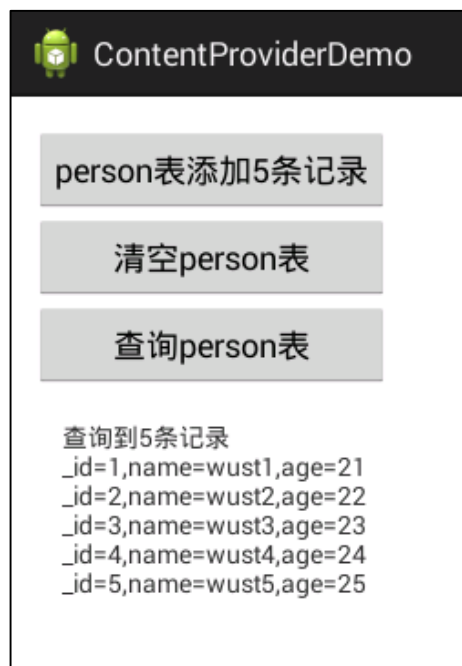 ContentProviderDemo
person表添加5条记录
清空person表
查询person表
查询到5条记录
_id=1,name=wust1,age=21
_id=2,name=wust2,age=22
_id=3,name=wust3,age=23
_id=4,name=wust4,age=24
_id=5,name=wust5,age=25